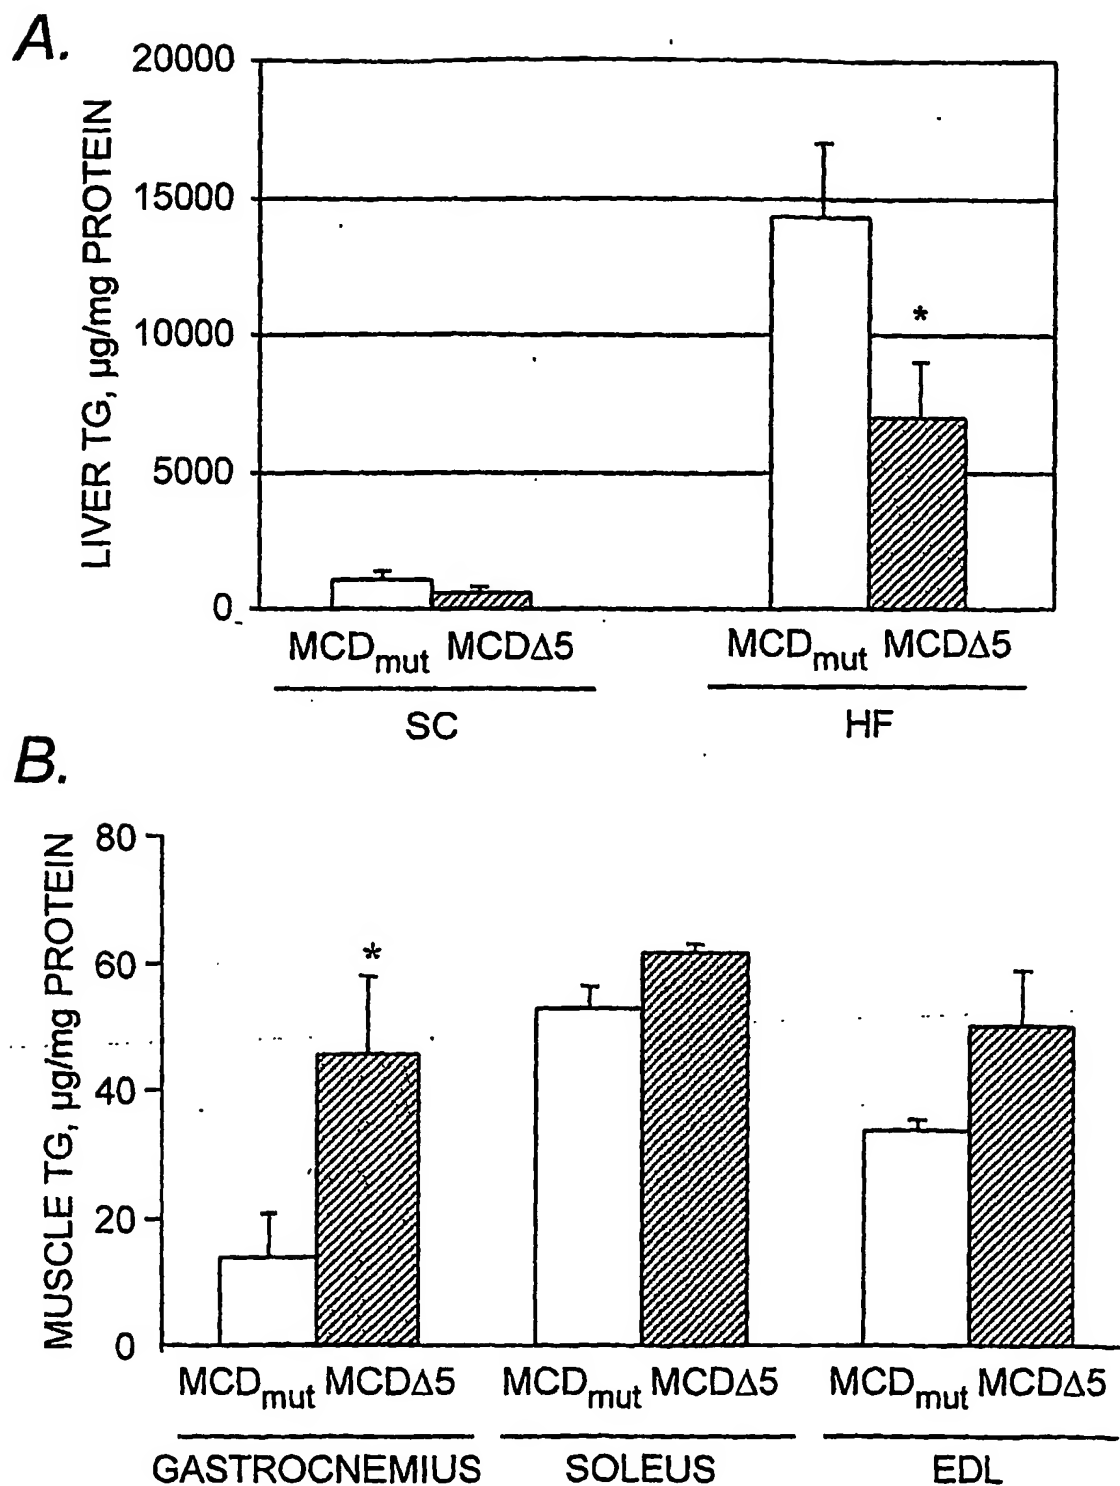 A.
LIVER TG, µg/mg PROTEIN
20000
15000
10000
5000
0
*
MCDmut MCDΔ5 MCDmut MCDΔ5
SC HF
B.
MUSCLE TG, µg/mg PROTEIN
80
60
40
20
0
*
MCDmut MCDΔ5 MCDmut MCDΔ5 MCDmut MCDΔ5
GASTROCNEMIUS SOLEUS EDL